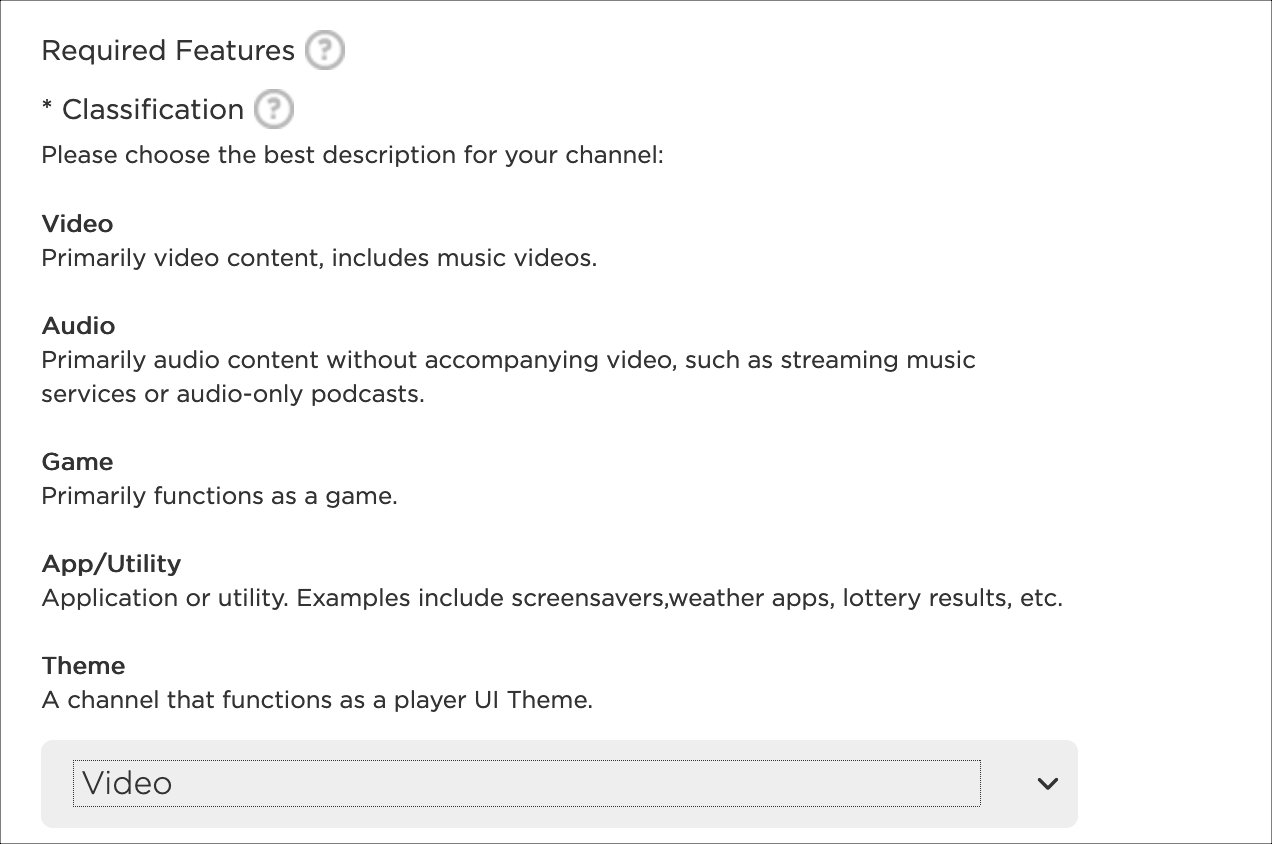 Required Features ?
* Classification ?
Please choose the best description for your channel:
Video
Primarily video content, includes music videos.
Audio
Primarily audio content without accompanying video, such as streaming music
services or audio-only podcasts.
Game
Primarily functions as a game.
App/Utility
Application or utility. Examples include screensavers,weather apps, lottery results, etc.
Theme
A channel that functions as a player UI Theme.
Video